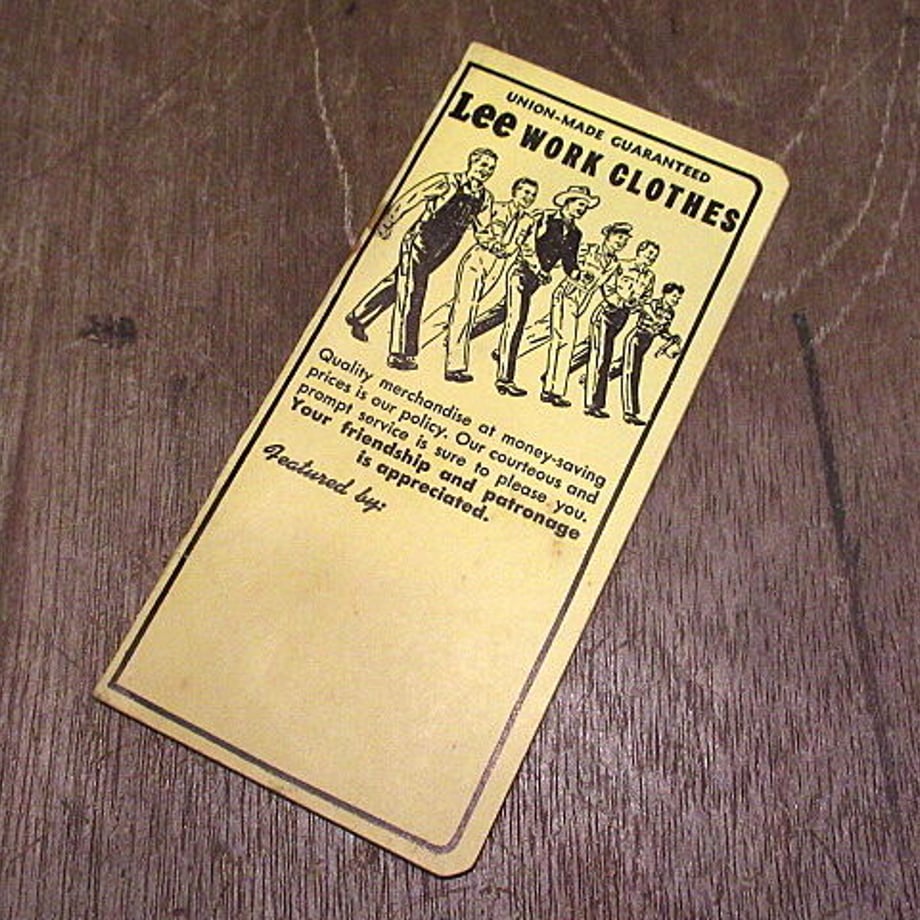 UNION-MADE GUARANTEED
Lee WORK CLOTHES
Quality merchandise at money-saving
prices is our policy. Our courteous and
prompt service is sure to please you.
Your friendship and patronage
is appreciated.
Featured by: